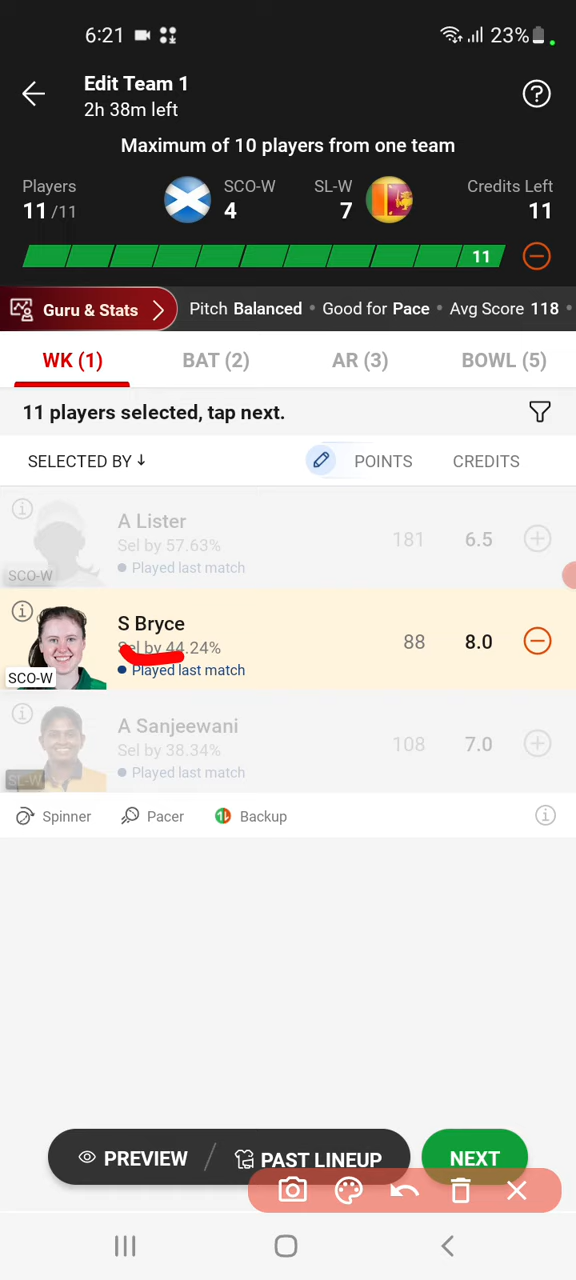 6:21
23%
Edit Team 1
2h 38m left
Maximum of 10 players from one team
Players
11/11
SCO-W
4
SL-W
7
Credits Left
11
11
Guru & Stats
Pitch Balanced • Good for Pace • Avg Score 118 •
WK (1)
BAT (2)
AR (3)
BOWL (5)
11 players selected, tap next.
SELECTED BY ↓
POINTS
CREDITS
A Lister
Sel by 57.63%
Played last match
SCO-W
181
6.5
S Bryce
Sel by 44.24%
Played last match
SCO-W
88
8.0
A Sanjeewani
Sel by 38.34%
Played last match
SL-W
108
7.0
Spinner
Pacer
Backup
PREVIEW
PAST LINEUP
NEXT